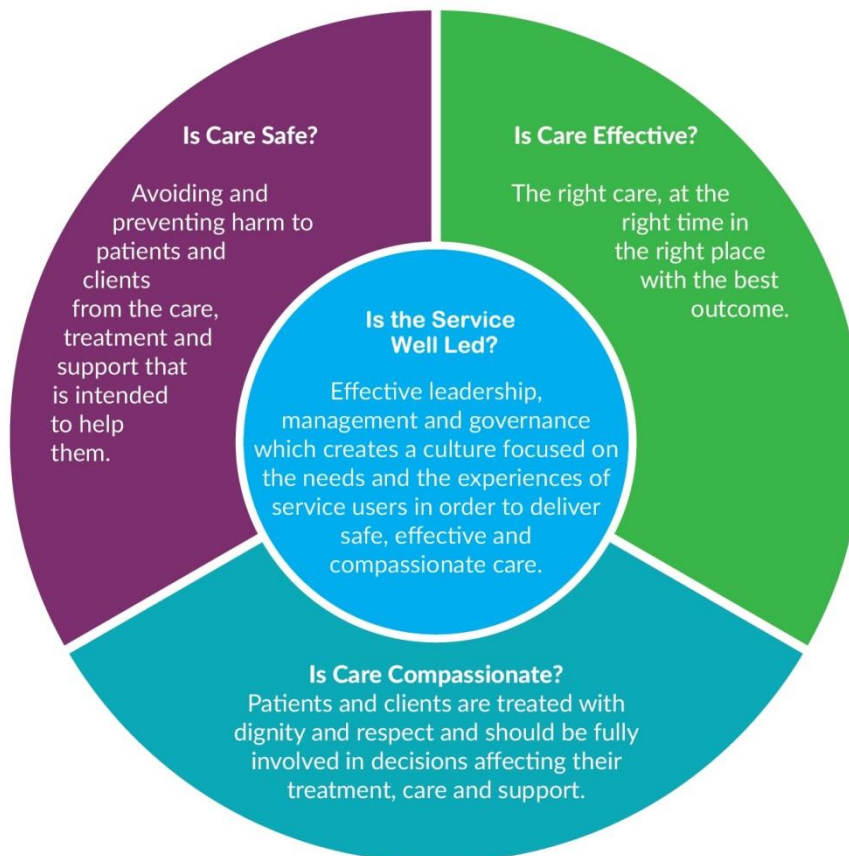 Is Care Safe?
Avoiding and
preventing harm to
patients and
clients
from the care,
treatment and
support that
is intended
to help
them.
Is Care Effective?
The right care, at the
right time in
the right place
with the best
outcome.
Is the Service
Well Led?
Effective leadership,
management and governance
which creates a culture focused on
the needs and the experiences of
service users in order to deliver
safe, effective and
compassionate care.
Is Care Compassionate?
Patients and clients are treated with
dignity and respect and should be fully
involved in decisions affecting their
treatment, care and support.